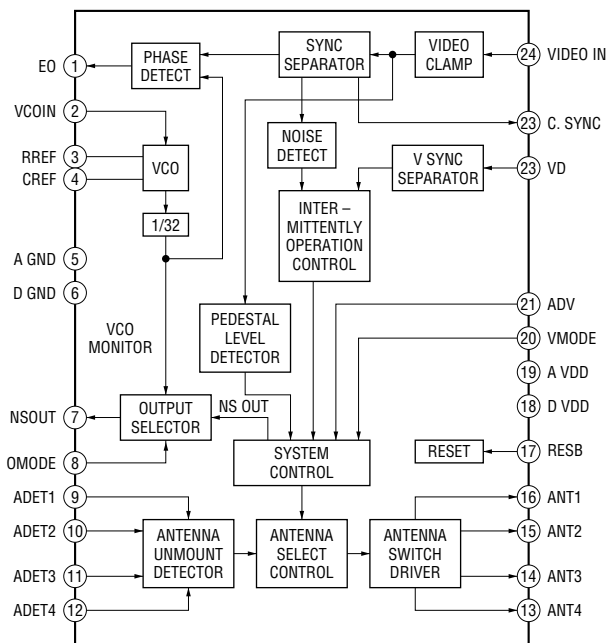 EO 1
PHASE
DETECT
SYNC
SEPARATOR
VIDEO
CLAMP
24 VIDEO IN
VCOIN 2
23 C. SYNC
NOISE
DETECT
RREF 3
CREF 4
VCO
V SYNC
SEPARATOR
23 VD
1/32
INTER –
MITTENTLY
OPERATION
CONTROL
A GND 5
D GND 6
VCO
MONITOR
PEDESTAL
LEVEL
DETECTOR
21 ADV
20 VMODE
19 A VDD
18 D VDD
NSOUT 7
OUTPUT
SELECTOR
NS OUT
OMODE 8
SYSTEM
CONTROL
RESET
17 RESB
ADET1 9
ADET2 10
ADET3 11
ADET4 12
ANTENNA
UNMOUNT
DETECTOR
ANTENNA
SELECT
CONTROL
ANTENNA
SWITCH
DRIVER
16 ANT1
15 ANT2
14 ANT3
13 ANT4